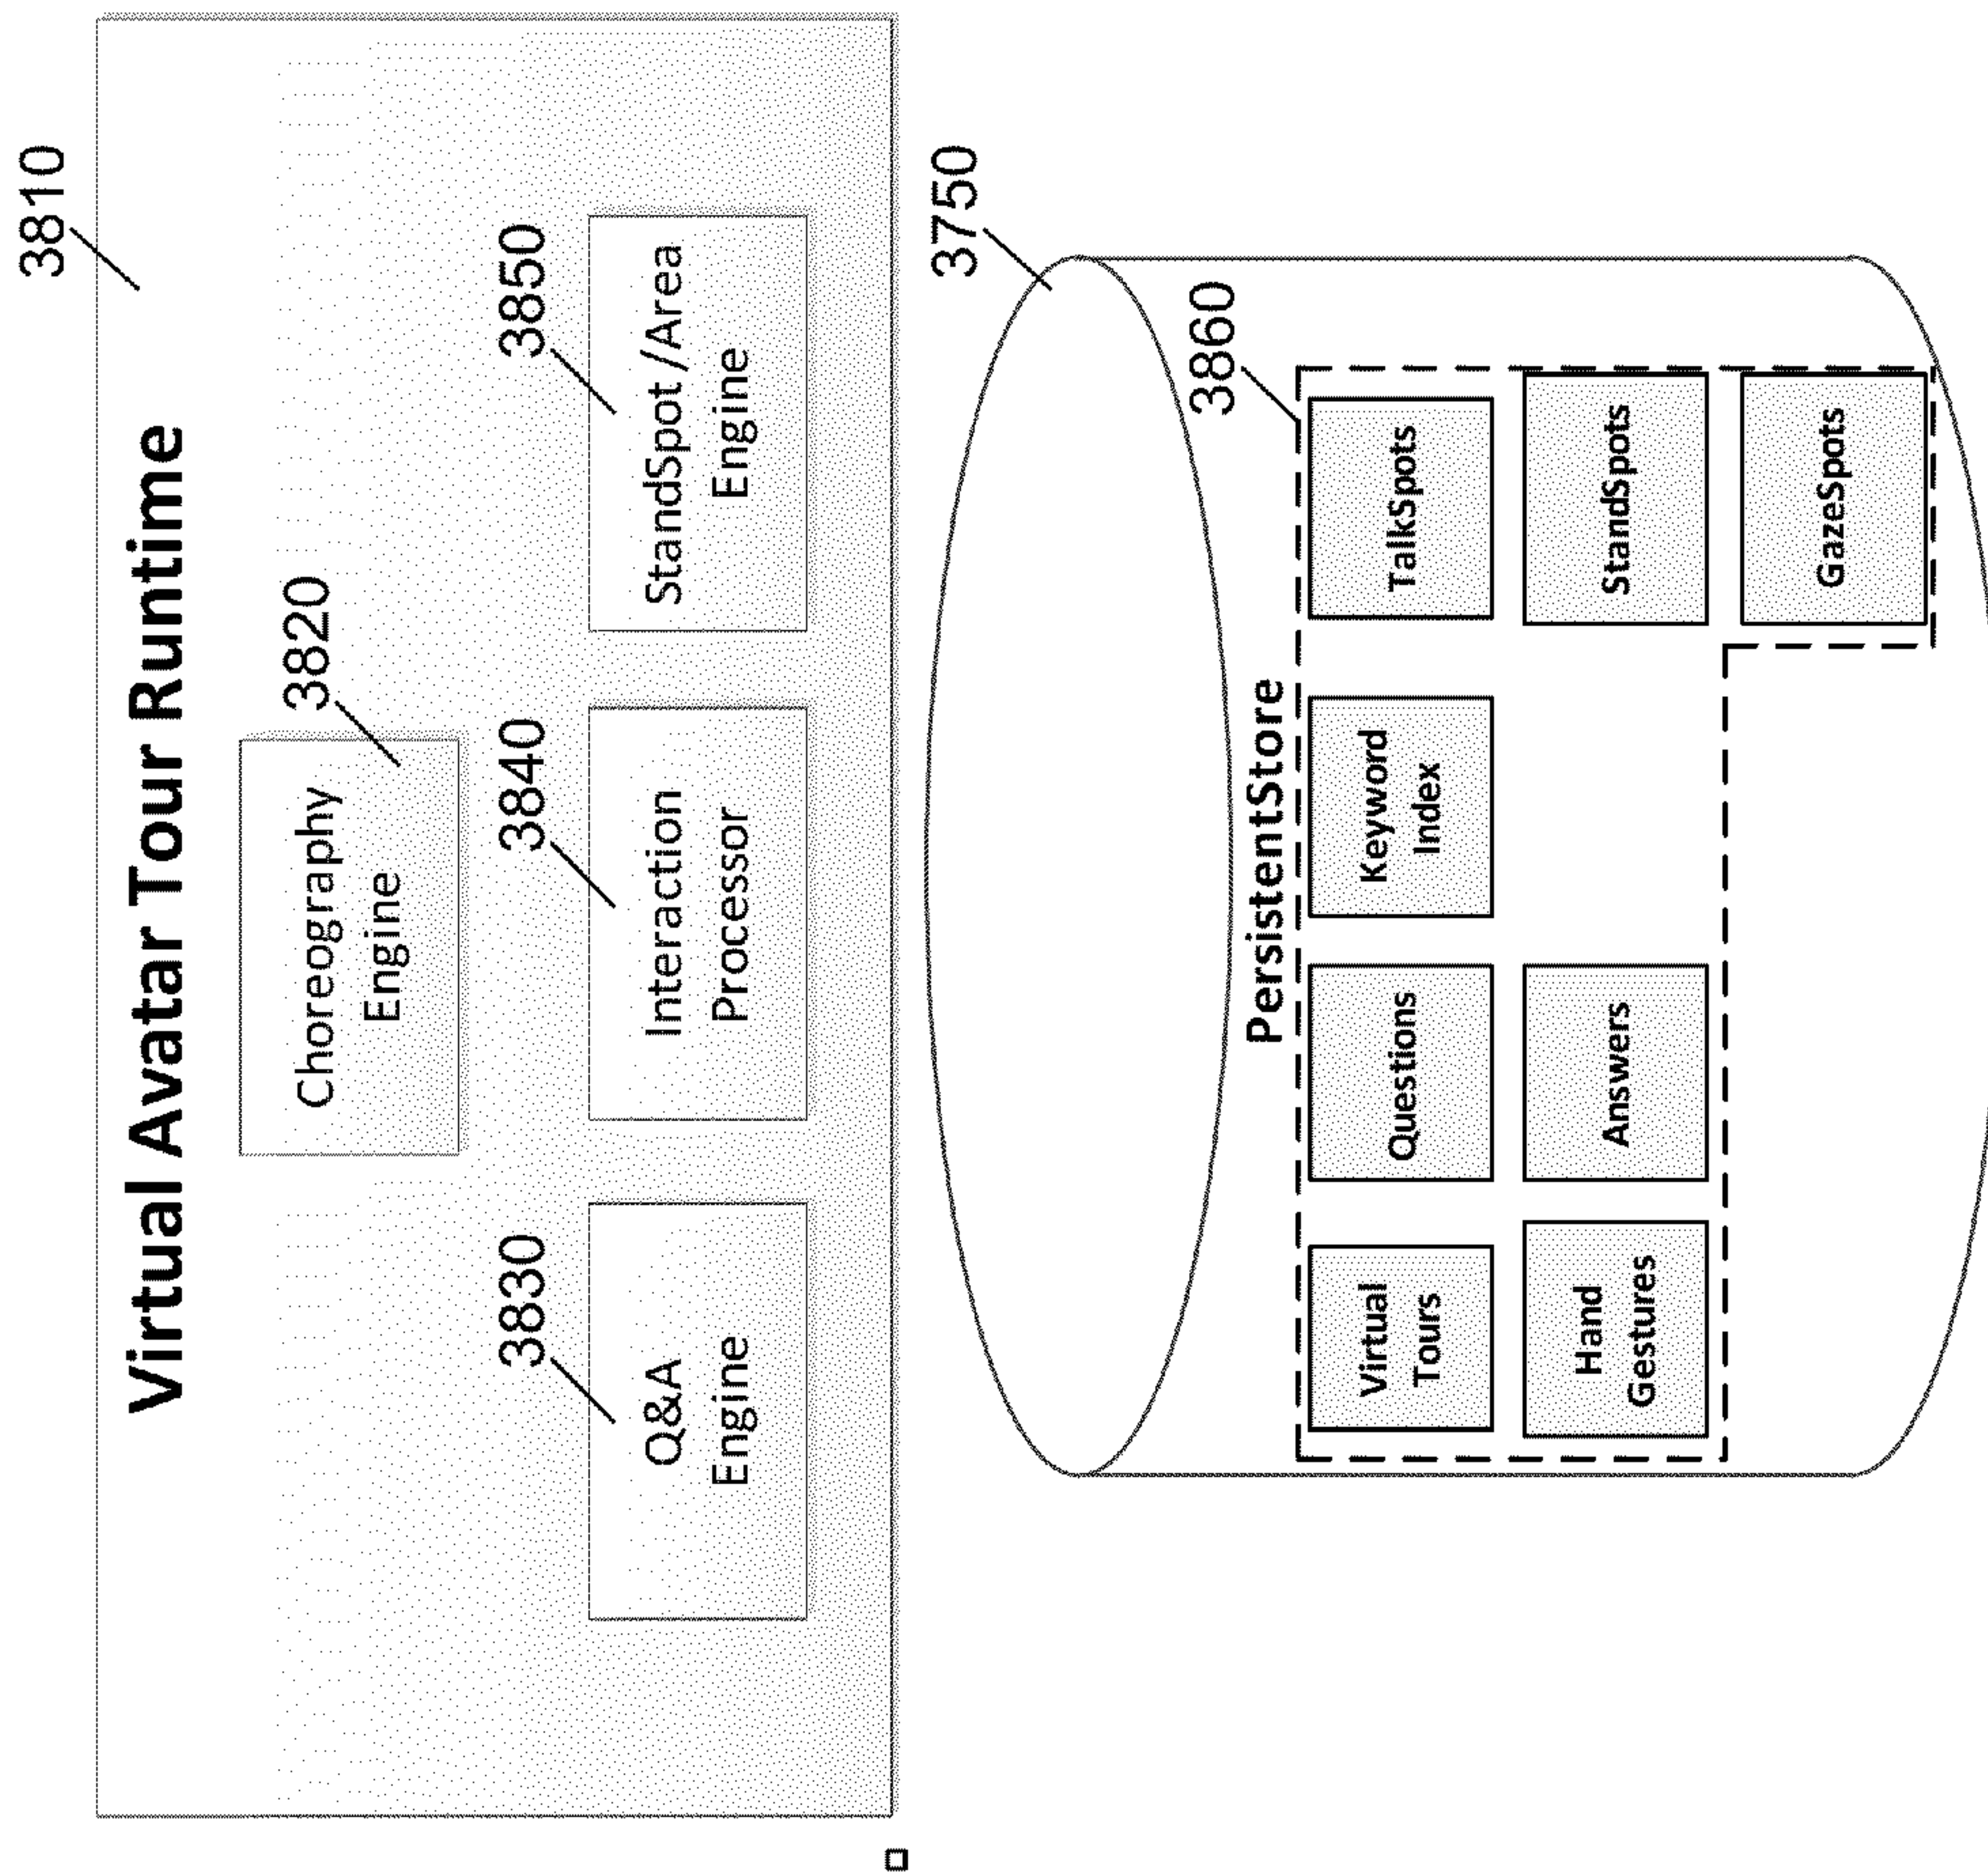 3810
Virtual Avatar Tour Runtime
3820
Choreography
Engine
3830
3840
3850
Q&A
Engine
Interaction
Processor
StandSpot /Area
Engine
3750
PersistentStore
3860
Virtual
Tours
Questions
Keyword
Index
TalkSpots
Hand
Gestures
Answers
StandSpots
GazeSpots